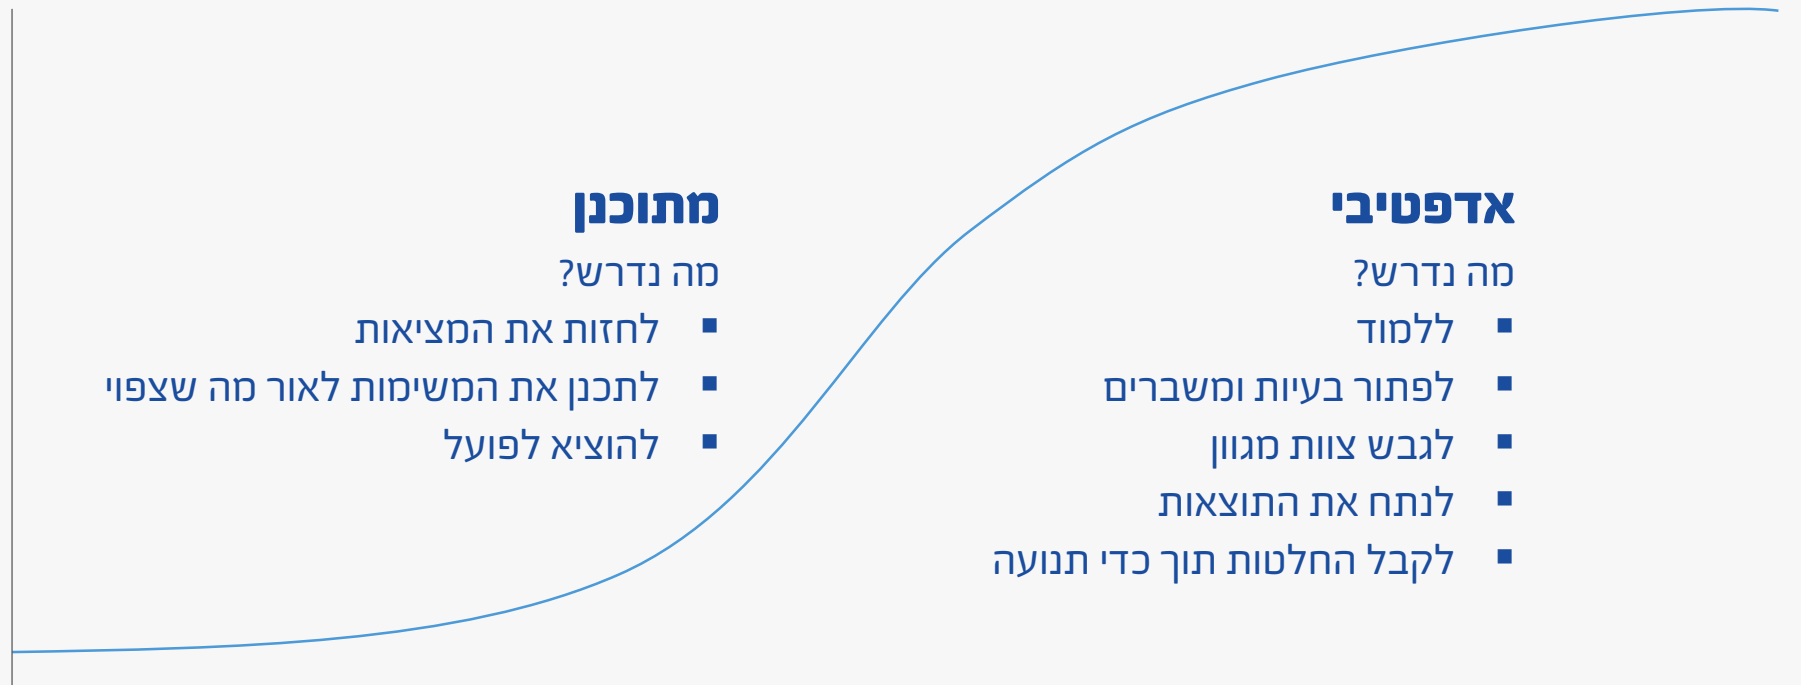 אדפטיבי
מה נדרש?
▪ ללמוד
▪ לפתור בעיות ומשברים
▪ לגבש צוות מגוון
▪ לנתח את התוצאות
▪ לקבל החלטות תוך כדי תנועה
מתוכנן
מה נדרש?
▪ לחזות את המציאות
▪ לתכנן את המשימות לאור מה שצפוי
▪ להוציא לפועל